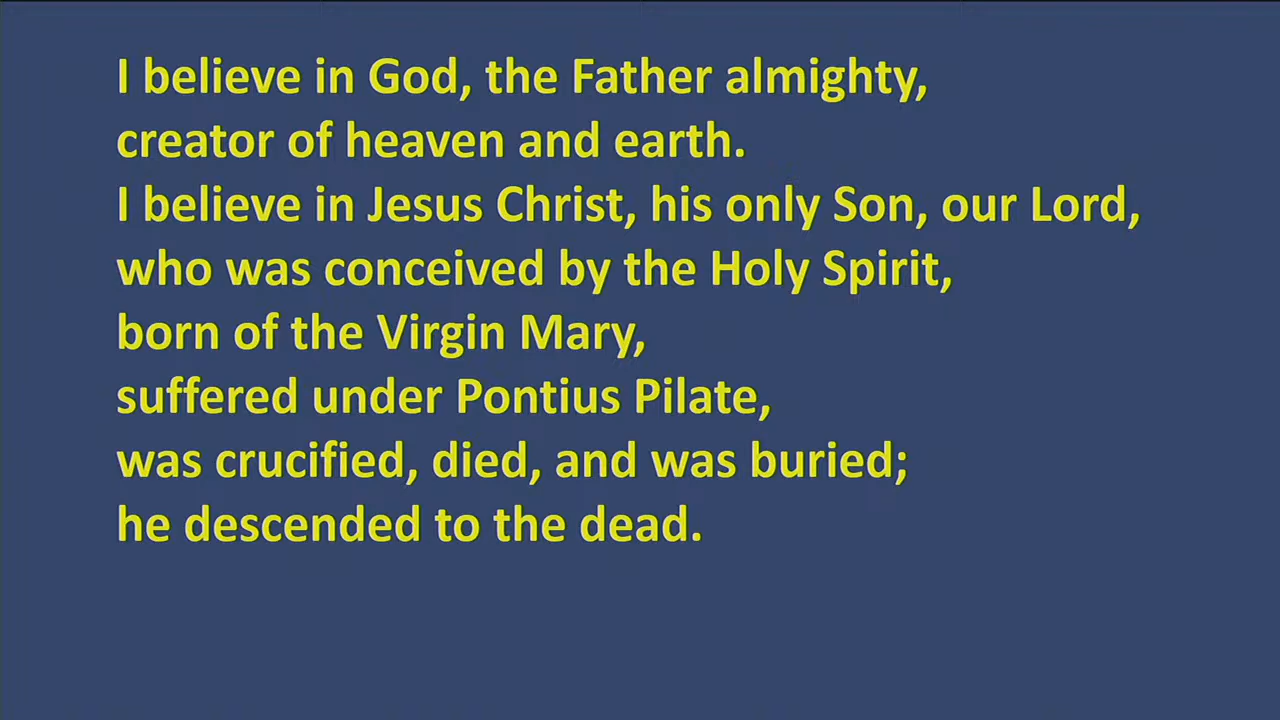 I believe in God, the Father almighty,
creator of heaven and earth.
I believe in Jesus Christ, his only Son, our Lord,
who was conceived by the Holy Spirit,
born of the Virgin Mary,
suffered under Pontius Pilate,
was crucified, died, and was buried;
he descended to the dead.